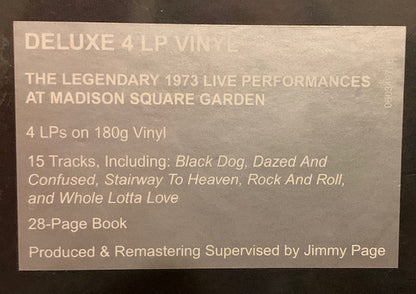 DELUXE 4 LP VINYL
THE LEGENDARY 1973 LIVE PERFORMANCES
AT MADISON SQUARE GARDEN
4 LPs on 180g Vinyl
15 Tracks, Including: Black Dog, Dazed And
Confused, Stairway To Heaven, Rock And Roll,
and Whole Lotta Love
28-Page Book
Produced & Remastering Supervised by Jimmy Page